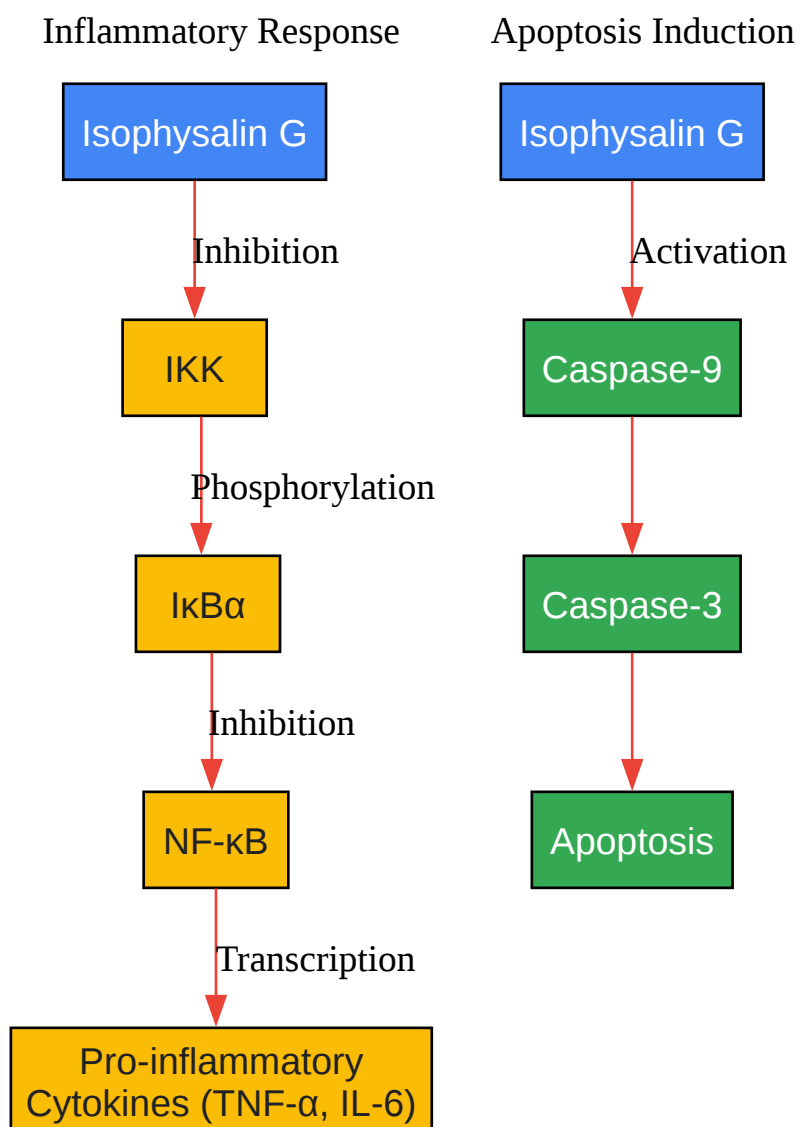 Inflammatory Response
Isophysalin G
Inhibition
IKK
Phosphorylation
IκBα
Inhibition
NF-κB
Transcription
Pro-inflammatory
Cytokines (TNF-α, IL-6)
Apoptosis Induction
Isophysalin G
Activation
Caspase-9
Caspase-3
Apoptosis